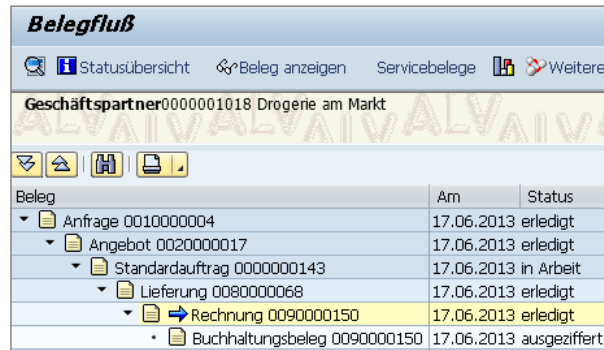 Belegfluß
Statusübersicht Beleg anzeigen Servicebelege Weitere
Geschäftspartner0000001018 Drogerie am Markt
Beleg Am Status
Anfrage 0010000004 17.06.2013 erledigt
Angebot 0020000017 17.06.2013 erledigt
Standardauftrag 0000000143 17.06.2013 in Arbeit
Lieferung 0080000068 17.06.2013 erledigt
Rechnung 0090000150 17.06.2013 erledigt
Buchhaltungsbeleg 0090000150 17.06.2013 ausgeziffert